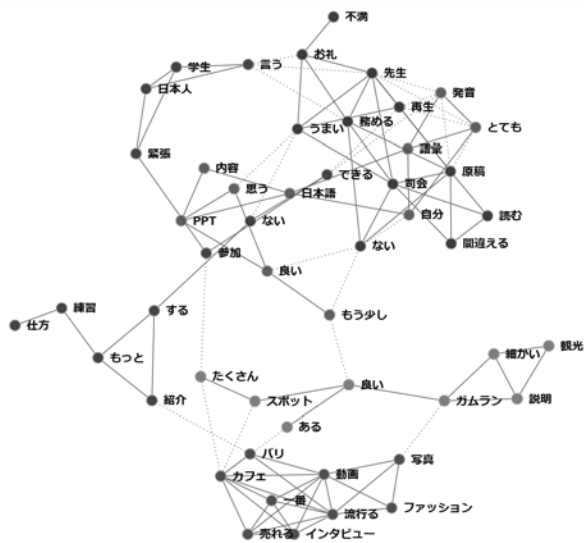 不満
お礼
言う
学生
先生
日本人
発音
再生
うまい
務める
とても
緊張
語彙
内容
できる
原稿
思う
日本語
司会
PPT
ない
自分
読む
参加
ない
間違える
良い
練習
する
もう少し
仕方
もっと
観光
細かい
たくさん
良い
紹介
スポット
ガムラン
説明
ある
バリ
写真
カフェ
動画
一番
ファッション
流行る
売れる
インタビュー